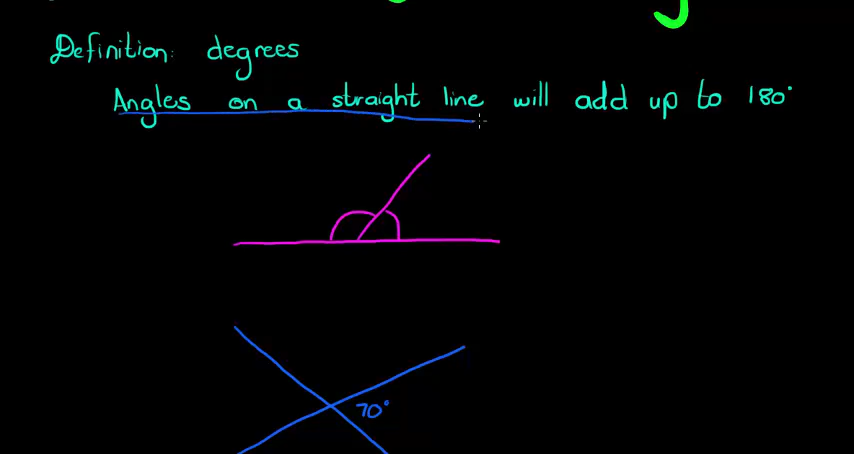 Definition: degrees
Angles on a straight line will add up to 180°
70°